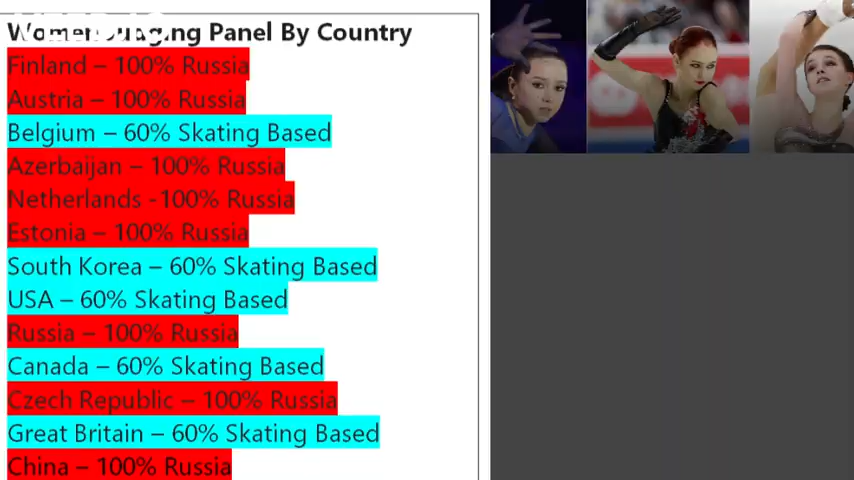 Women Judging Panel By Country
Finland – 100% Russia
Austria – 100% Russia
Belgium – 60% Skating Based
Azerbaijan – 100% Russia
Netherlands -100% Russia
Estonia – 100% Russia
South Korea – 60% Skating Based
USA – 60% Skating Based
Russia – 100% Russia
Canada – 60% Skating Based
Czech Republic – 100% Russia
Great Britain – 60% Skating Based
China – 100% Russia